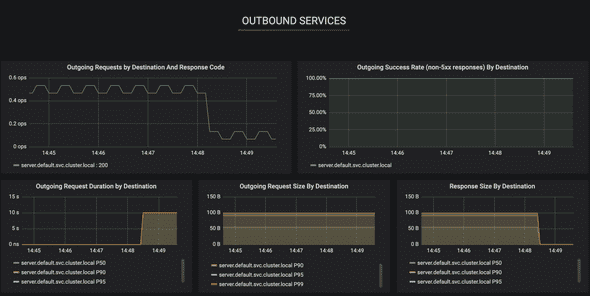 OUTBOUND SERVICES
Outgoing Requests by Destination And Response Code
0.6 ops
0.4 ops
0.2 ops
0 ops
14:45 14:46 14:47 14:48 14:49
server.default.svc.cluster.local : 200
Outgoing Success Rate (non-5xx responses) By Destination
100.00%
75.00%
50.00%
25.00%
0%
14:45 14:46 14:47 14:48 14:49
server.default.svc.cluster.local
Outgoing Request Duration by Destination
15 s
10 s
5 s
0 ns
14:45 14:46 14:47 14:48 14:49
server.default.svc.cluster.local P50
server.default.svc.cluster.local P90
server.default.svc.cluster.local P95
Outgoing Request Size By Destination
150 B
100 B
50 B
0 B
14:45 14:46 14:47 14:48 14:49
server.default.svc.cluster.local P90
server.default.svc.cluster.local P95
server.default.svc.cluster.local P99
Response Size By Destination
150 B
100 B
50 B
0 B
14:45 14:46 14:47 14:48 14:49
server.default.svc.cluster.local P50
server.default.svc.cluster.local P90
server.default.svc.cluster.local P95